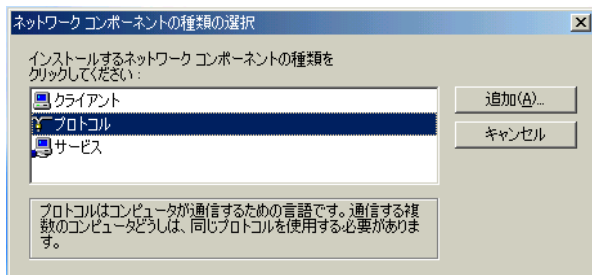 ネットワーク コンポーネントの種類の選択
インストールするネットワーク コンポーネントの種類を
クリックしてください :
クライアント
追加(A)...
プロトコル
キャンセル
サービス
プロトコルはコンピュータが通信するための言語です。通信する複
数のコンピュータどうしは、同じプロトコルを使用する必要がありま
す。